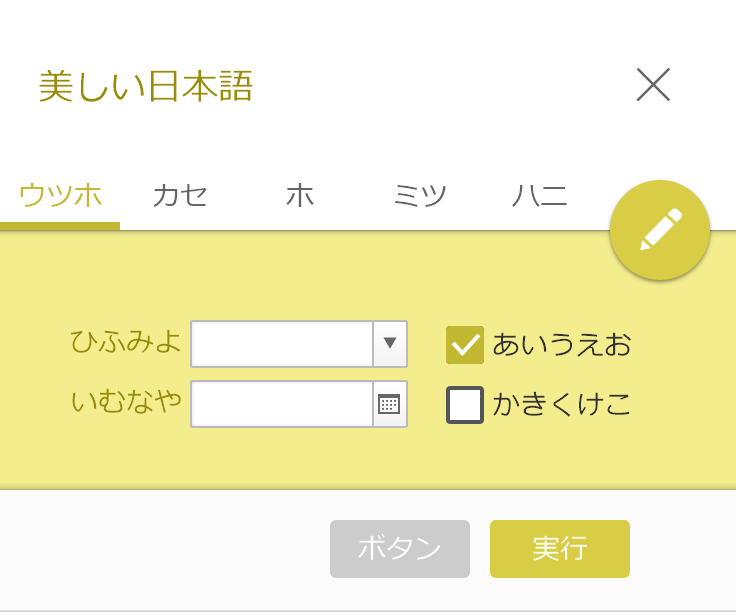 美しい日本語
ウツホ カセ ホ ミツ ハニ
ひふみよ あいうえお
いむなや かきくけこ
ボタン 実行